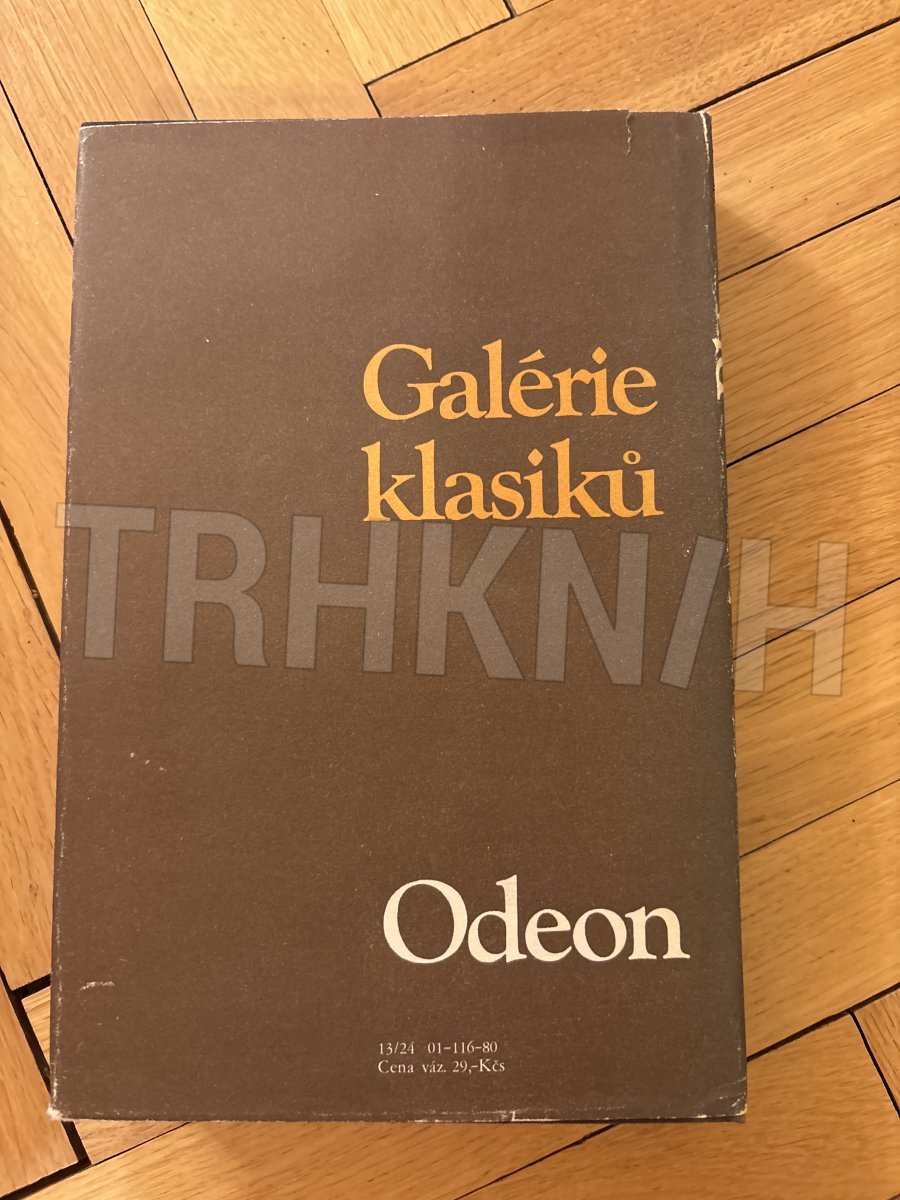 Galérie
klasiků
TRHKNIH
Odeon
13/24 01-116-80
Cena váz. 29,-Kčs